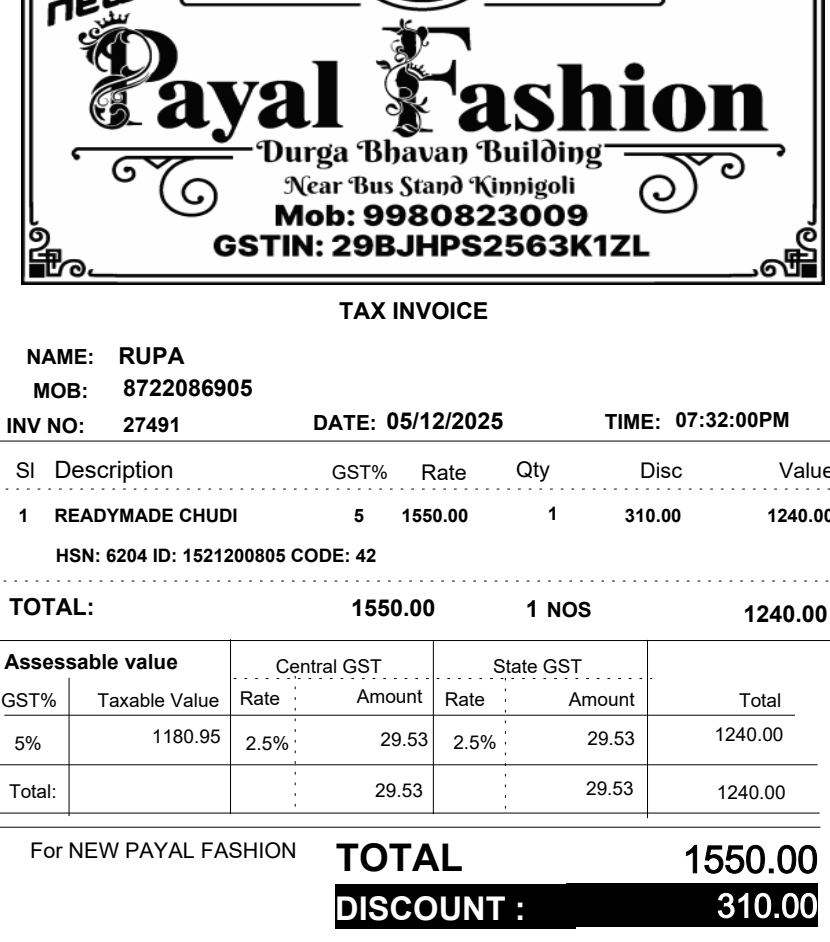 new
Payal Fashion
Durga Bhavan Building
Near Bus Stand Kinnigoli
Mob: 9980823009
GSTIN: 29BJHPS2563K1ZL
TAX INVOICE
NAME: RUPA
MOB: 8722086905
INV NO: 27491 DATE: 05/12/2025 TIME: 07:32:00PM
Sl Description GST% Rate Qty Disc Value
1 READYMADE CHUDI 5 1550.00 1 310.00 1240.00
HSN: 6204 ID: 1521200805 CODE: 42
TOTAL: 1550.00 1 NOS 1240.00
Assessable value Central GST State GST
GST% Taxable Value Rate Amount Rate Amount Total
5% 1180.95 2.5% 29.53 2.5% 29.53 1240.00
Total: 29.53 29.53 1240.00
For NEW PAYAL FASHION TOTAL 1550.00
DISCOUNT : 310.00